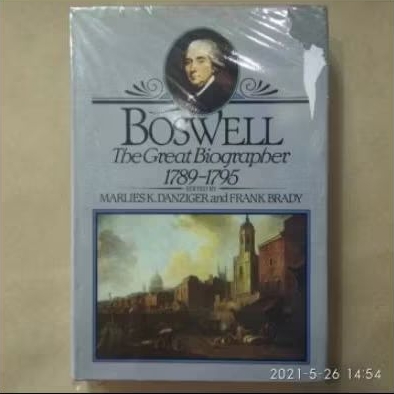 BOSWELL
The Great Biographer
1789-1795
EDITED BY
MARLIES K. DANZIGER and FRANK BRADY
2021-5-26 14:54